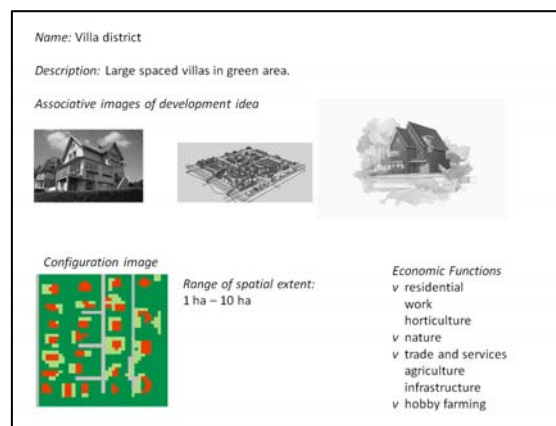 Name: Villa district
Description: Large spaced villas in green area.
Associative images of development idea
Configuration image
Range of spatial extent:
1 ha – 10 ha
Economic Functions
v residential
work
horticulture
v nature
v trade and services
agriculture
infrastructure
v hobby farming